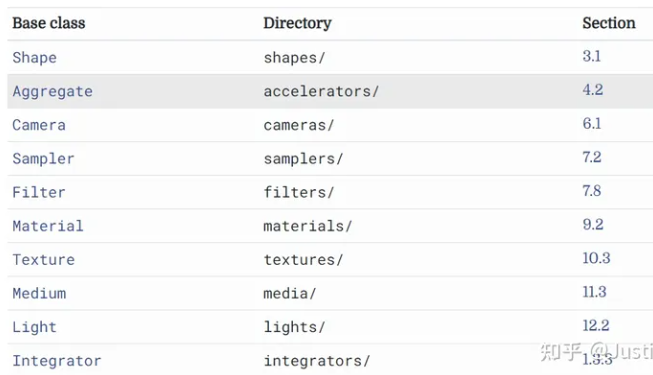 Base class Directory Section
Shape shapes/ 3.1
Aggregate accelerators/ 4.2
Camera cameras/ 6.1
Sampler samplers/ 7.2
Filter filters/ 7.8
Material materials/ 9.2
Texture textures/ 10.3
Medium media/ 11.3
Light lights/ 12.2
Integrator integrators/ 1.3.3
知乎 @Justi